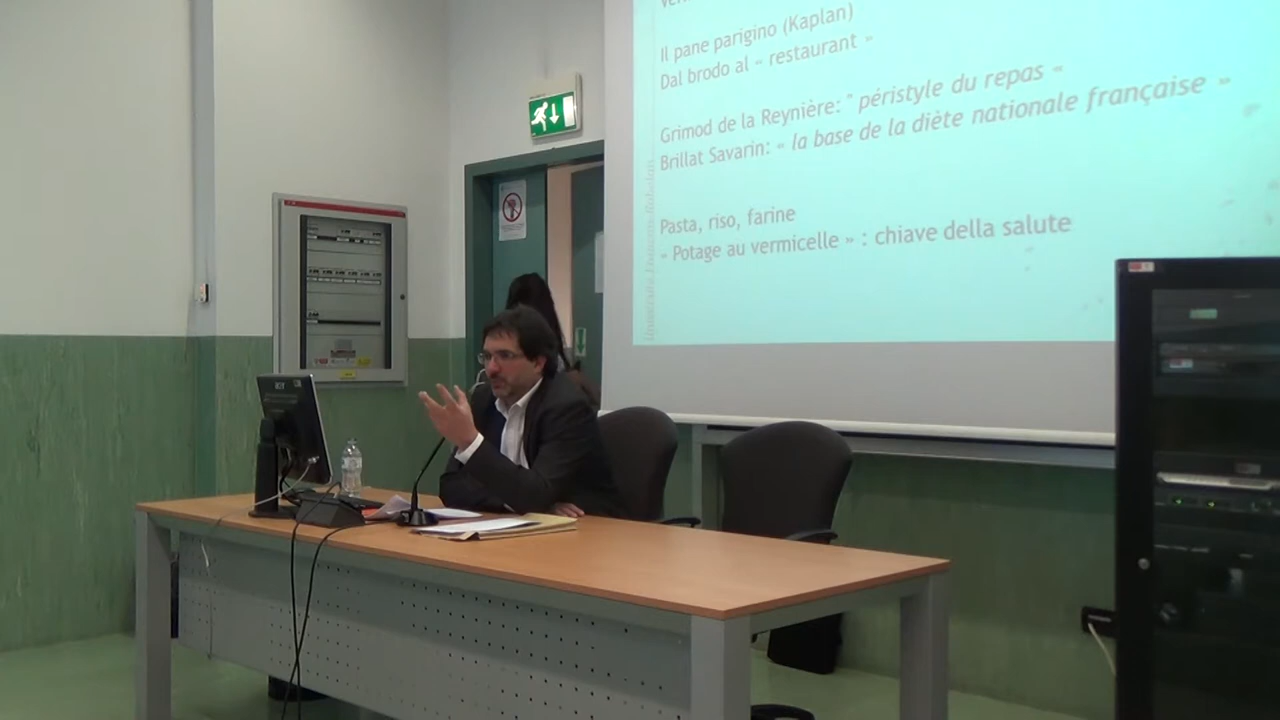 Il pane parigino (Kaplan)
Dal brodo al « restaurant »
Grimod de la Reynière: " péristyle du repas «
Brillat Savarin: « la base de la diète nationale française »
Pasta, riso, farine
« Potage au vermicelle » : chiave della salute